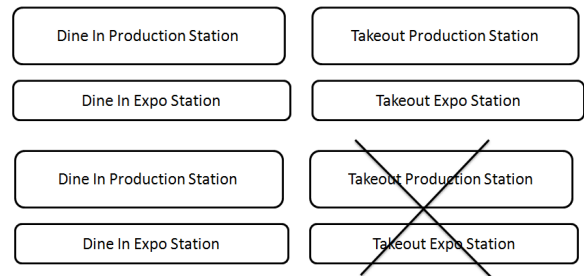 Dine In Production Station
Takeout Production Station
Dine In Expo Station
Takeout Expo Station
Dine In Production Station
Takeout Production Station
Dine In Expo Station
Takeout Expo Station